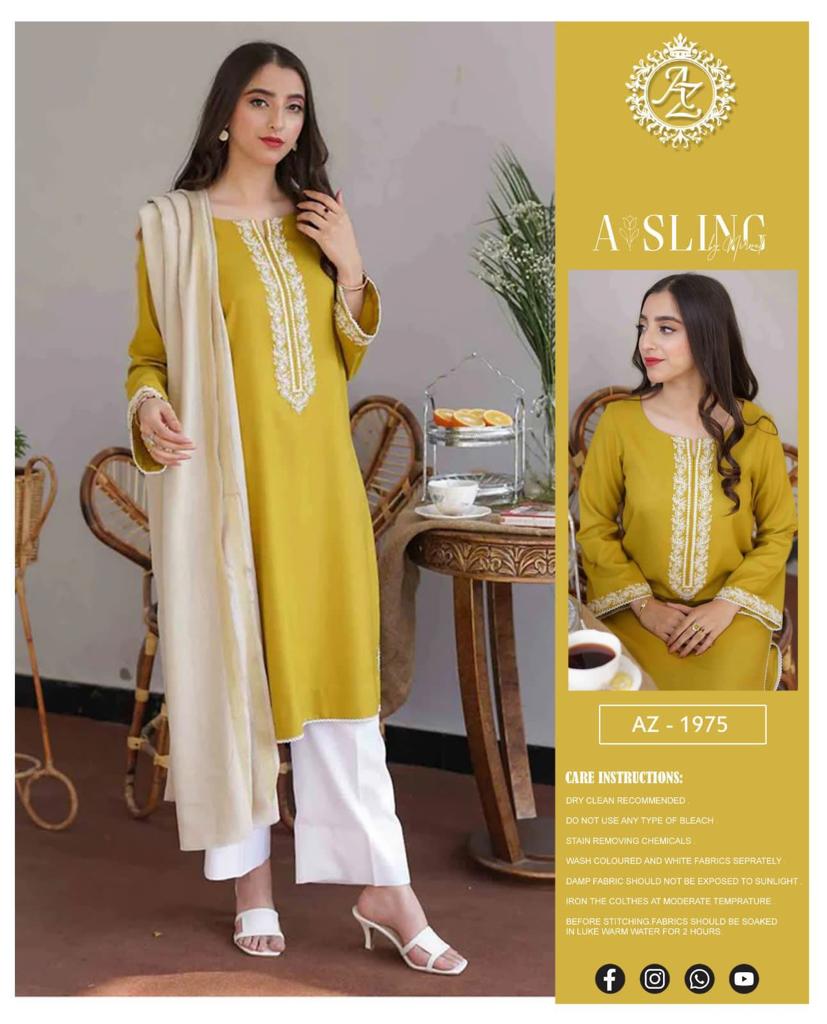 AZ
AISLING
AZ - 1975
CARE INSTRUCTIONS:
DRY CLEAN RECOMMENDED .
DO NOT USE ANY TYPE OF BLEACH .
STAIN REMOVING CHEMICALS .
WASH COLOURED AND WHITE FABRICS SEPRATELY .
DAMP FABRIC SHOULD NOT BE EXPOSED TO SUNLIGHT .
IRON THE COLTHES AT MODERATE TEMPRATURE
BEFORE STITCHING.FABRICS SHOULD BE SOAKED
IN LUKE WARM WATER FOR 2 HOURS.